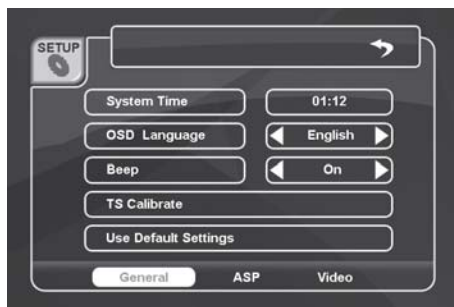 SETUP
System Time 01:12
OSD Language English
Beep On
TS Calibrate
Use Default Settings
General ASP Video